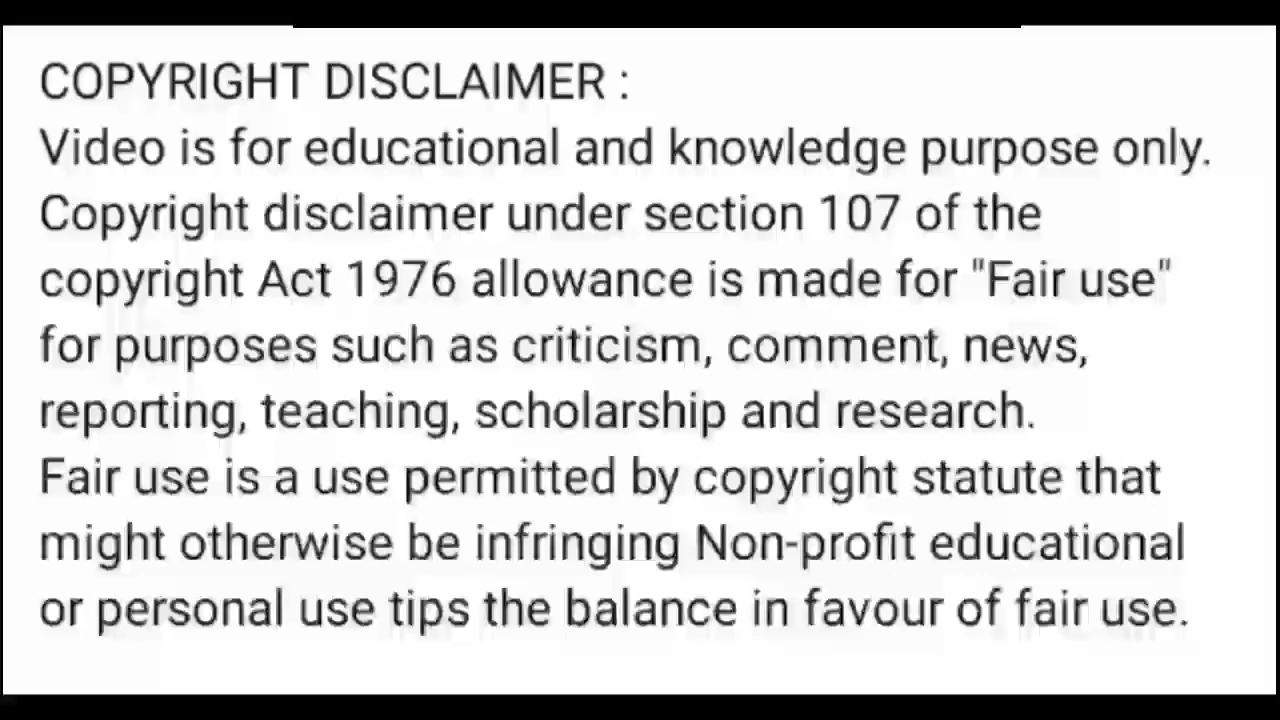 COPYRIGHT DISCLAIMER :
Video is for educational and knowledge purpose only.
Copyright disclaimer under section 107 of the
copyright Act 1976 allowance is made for "Fair use"
for purposes such as criticism, comment, news,
reporting, teaching, scholarship and research.
Fair use is a use permitted by copyright statute that
might otherwise be infringing Non-profit educational
or personal use tips the balance in favour of fair use.